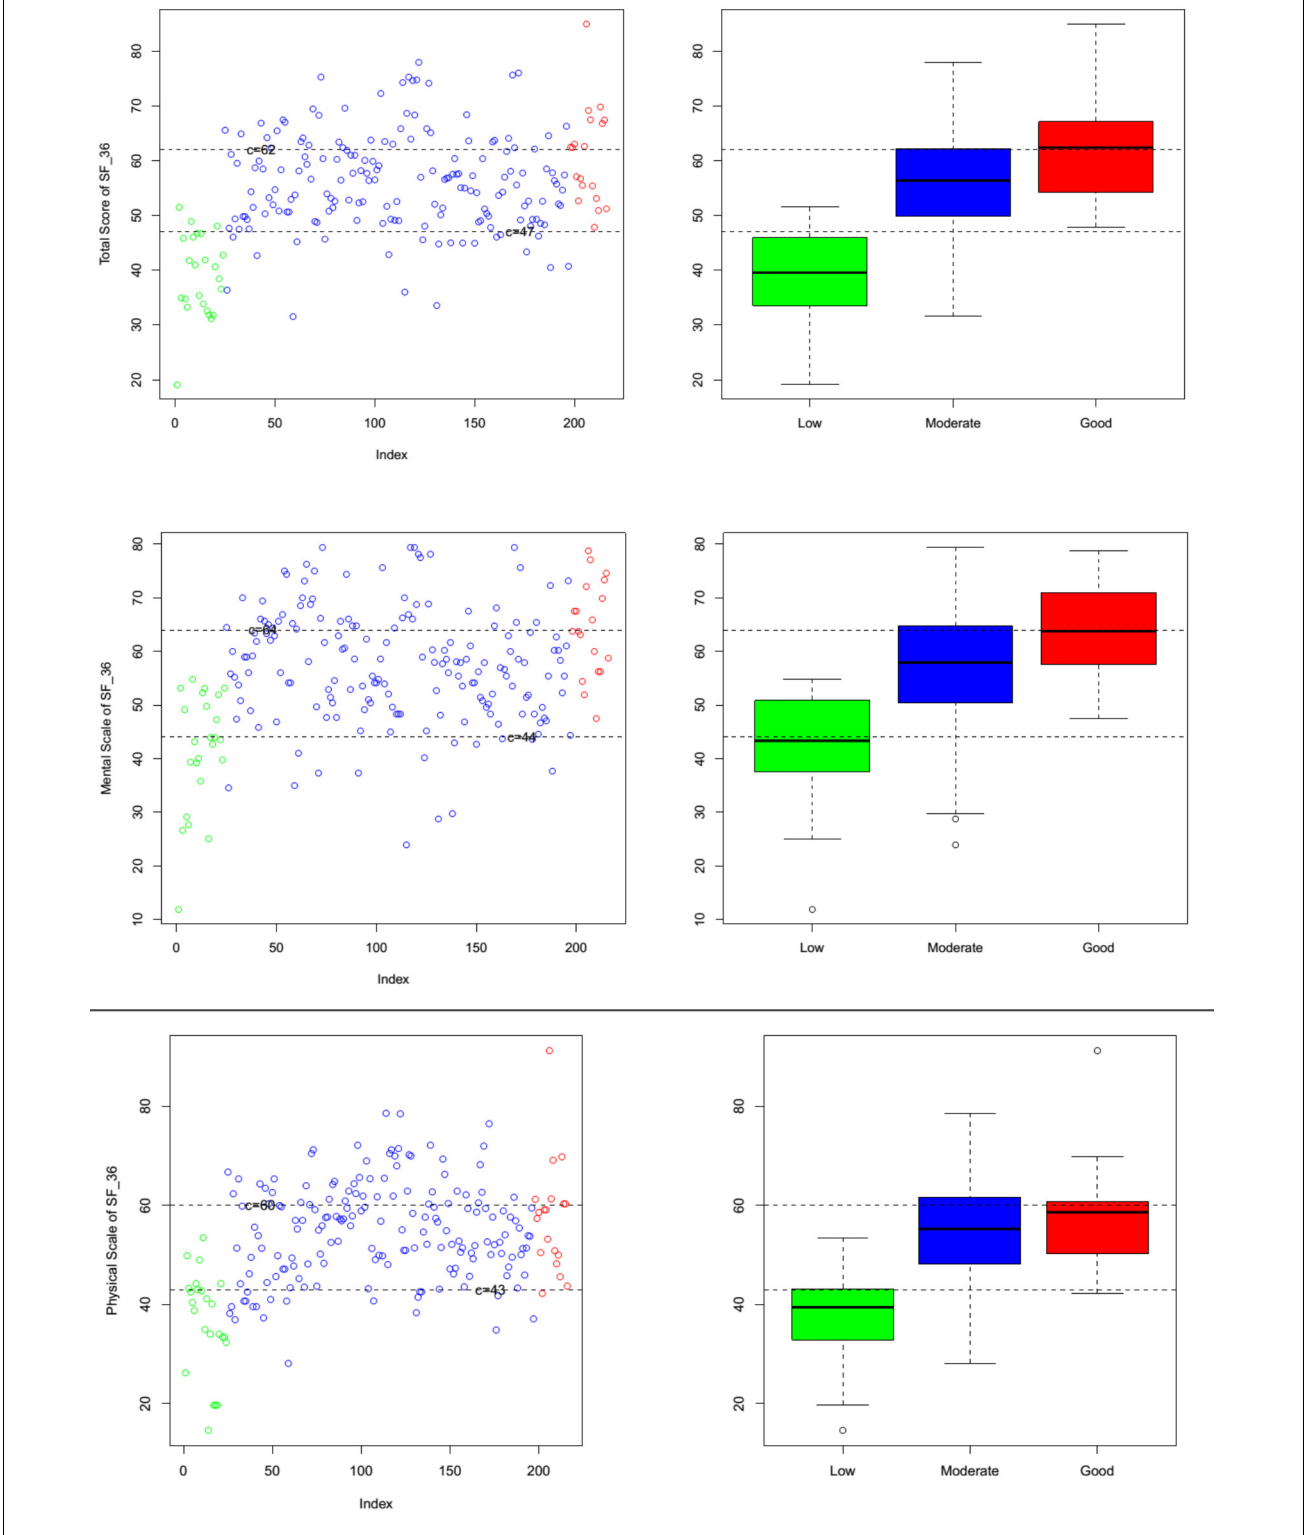 Total Score of SF_36
80
70
60
50
40
30
20
c=62
c=47
0 50 100 150 200
Index
80
70
60
50
40
30
20
Low Moderate Good
Mental Scale of SF_36
80
70
60
50
40
30
20
10
c=64
c=44
0 50 100 150 200
Index
80
70
60
50
40
30
20
10
Low Moderate Good
Physical Scale of SF_36
80
60
40
20
c=60
c=43
0 50 100 150 200
Index
80
60
40
20
Low Moderate Good